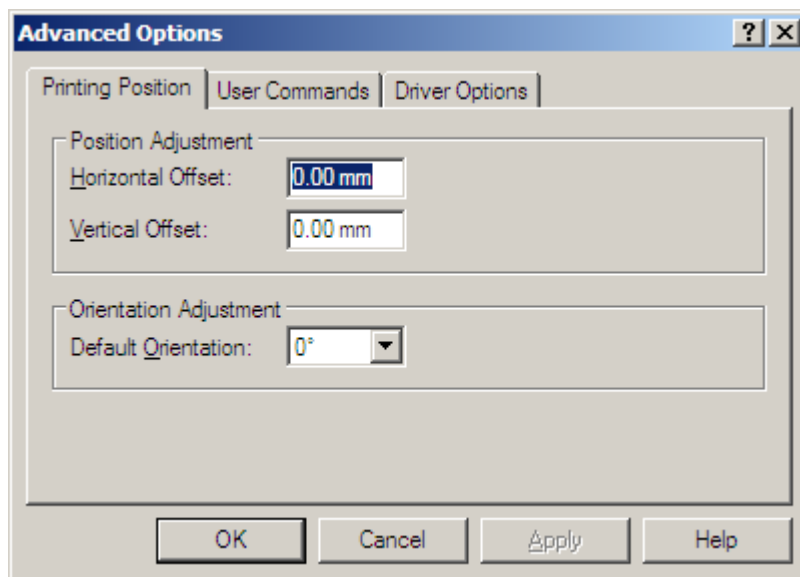 Advanced Options
Printing Position User Commands Driver Options
Position Adjustment
Horizontal Offset: 0.00 mm
Vertical Offset: 0.00 mm
Orientation Adjustment
Default Orientation: 0°
OK Cancel Apply Help